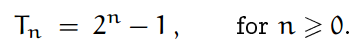 Tₙ = 2ⁿ − 1 , for n ⩾ 0.